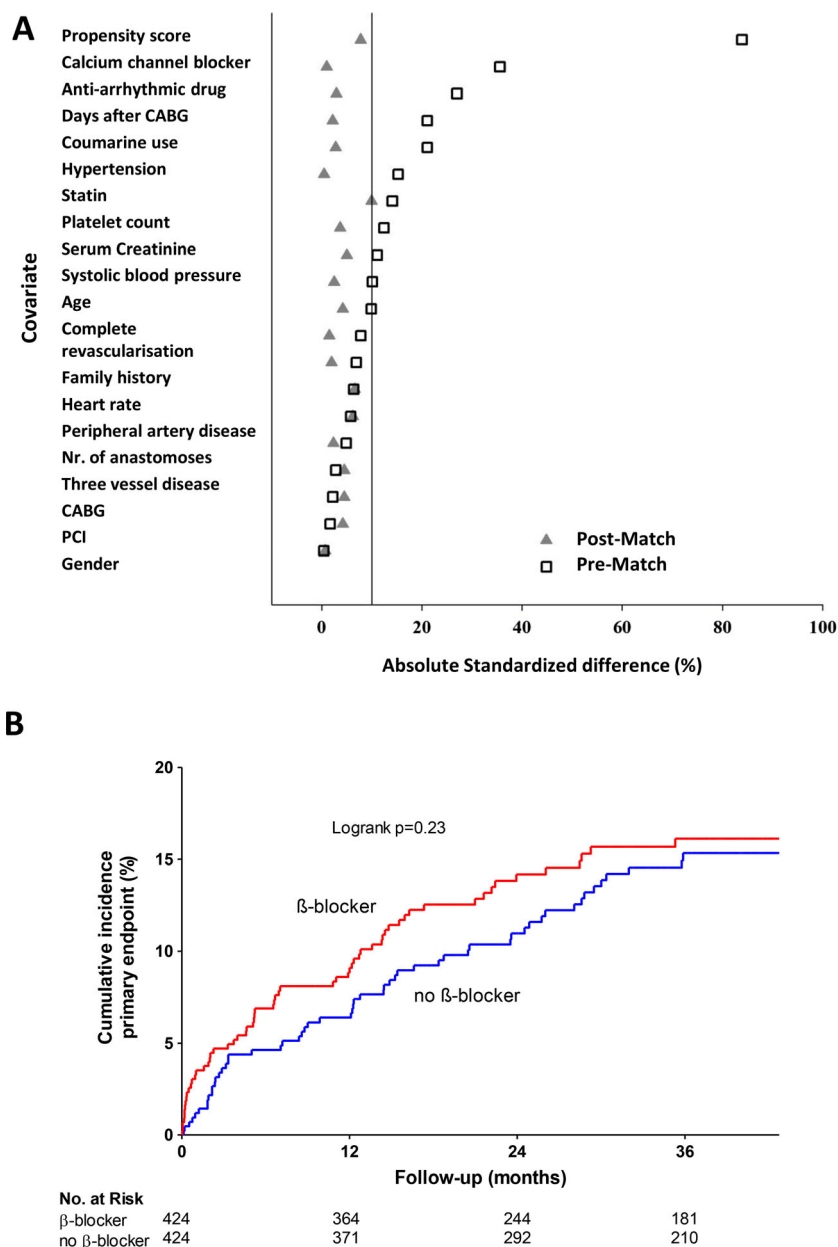 A
Covariate
Propensity score
Calcium channel blocker
Anti-arrhythmic drug
Days after CABG
Coumarine use
Hypertension
Statin
Platelet count
Serum Creatinine
Systolic blood pressure
Age
Complete
revascularisation
Family history
Heart rate
Peripheral artery disease
Nr. of anastomoses
Three vessel disease
CABG
PCI
Gender
Post-Match
Pre-Match
0 20 40 60 80 100
Absolute Standardized difference (%)
B
Cumulative incidence
primary endpoint (%)
20
15
10
5
0
Logrank p=0.23
ß-blocker
no ß-blocker
0 12 24 36
Follow-up (months)
No. at Risk
β-blocker 424 364 244 181
no β-blocker 424 371 292 210